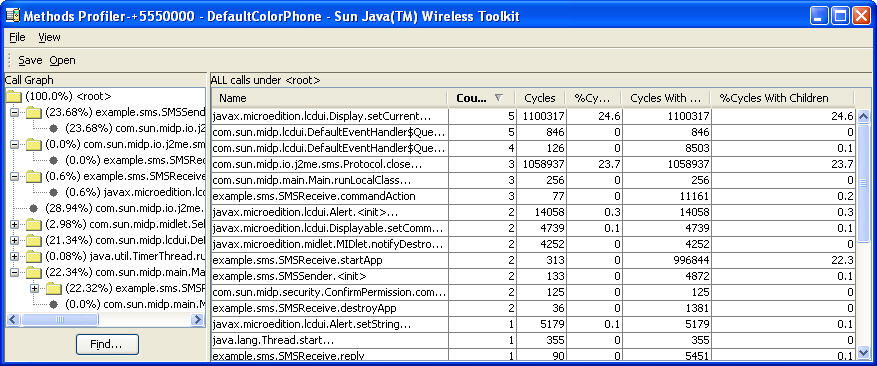 Methods Profiler-+5550000 - DefaultColorPhone - Sun Java(TM) Wireless Toolkit
File View
Save Open
Call Graph
(100.0%) <root>
(23.68%) example.sms.SMSSend
(23.68%) com.sun.midp.io.j2
(0.0%) com.sun.midp.io.j2me.sm
(0.0%) example.sms.SMSRec
(0.6%) example.sms.SMSReceive
(0.6%) javax.microedition.lc
(28.94%) com.sun.midp.io.j2me.
(2.98%) com.sun.midp.midlet.Sel
(21.34%) com.sun.midp.lcdui.Def
(0.08%) java.util.TimerThread.ru
(22.34%) com.sun.midp.main.Ma
(22.32%) example.sms.SMSR
(0.0%) com.sun.midp.main.M
Find...
ALL calls under <root>
Name Cou... Cycles %Cy... Cycles With ... %Cycles With Children
javax.microedition.lcdui.Display.setCurrent... 5 1100317 24.6 1100317 24.6
com.sun.midp.lcdui.DefaultEventHandler$Que... 5 846 0 846 0
com.sun.midp.lcdui.DefaultEventHandler$Que... 4 126 0 8503 0.1
com.sun.midp.io.j2me.sms.Protocol.close... 3 1058937 23.7 1058937 23.7
com.sun.midp.main.Main.runLocalClass... 3 256 0 256 0
example.sms.SMSReceive.commandAction 3 77 0 11161 0.2
javax.microedition.lcdui.Alert.<init>... 2 14058 0.3 14058 0.3
javax.microedition.lcdui.Displayable.setComm... 2 4739 0.1 4739 0.1
javax.microedition.midlet.MIDlet.notifyDestro... 2 4252 0 4252 0
example.sms.SMSReceive.startApp 2 313 0 996844 22.3
example.sms.SMSSender.<init> 2 133 0 4872 0.1
com.sun.midp.security.ConfirmPermission.com... 2 125 0 125 0
example.sms.SMSReceive.destroyApp 2 36 0 1381 0
javax.microedition.lcdui.Alert.setString... 1 5179 0.1 5179 0.1
java.lang.Thread.start... 1 355 0 355 0
example.sms.SMSReceive.reply 1 90 0 5451 0.1